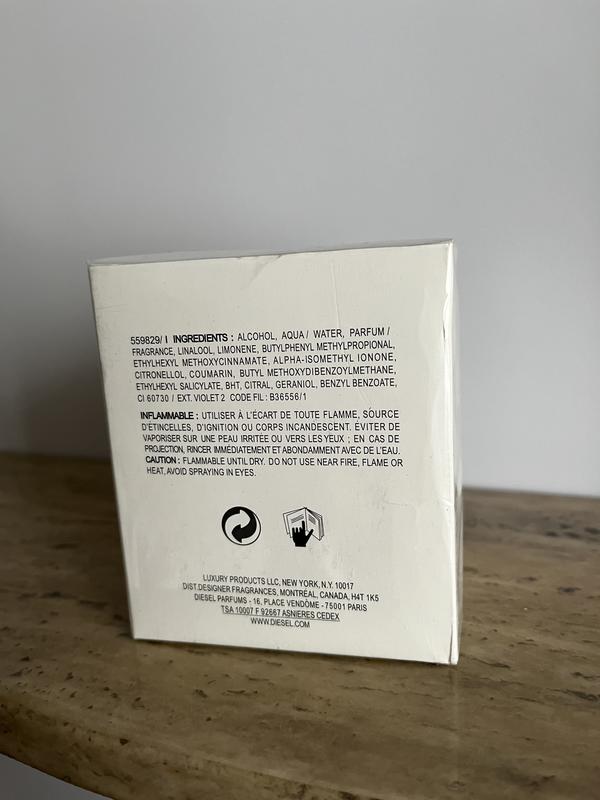 559829/ I INGREDIENTS : ALCOHOL, AQUA / WATER, PARFUM /
FRAGRANCE, LINALOOL, LIMONENE, BUTYLPHENYL METHYLPROPIONAL,
ETHYLHEXYL METHOXYCINNAMATE, ALPHA-ISOMETHYL IONONE,
CITRONELLOL, COUMARIN, BUTYL METHOXYDIBENZOYLMETHANE,
ETHYLHEXYL SALICYLATE, BHT, CITRAL, GERANIOL, BENZYL BENZOATE,
CI 60730 / EXT. VIOLET 2 CODE FIL : B36556/1
INFLAMMABLE : UTILISER À L'ÉCART DE TOUTE FLAMME, SOURCE
D'ÉTINCELLES, D'IGNITION OU CORPS INCANDESCENT. ÉVITER DE
VAPORISER SUR UNE PEAU IRRITÉE OU VERS LES YEUX ; EN CAS DE
PROJECTION, RINCER IMMÉDIATEMENT ET ABONDAMMENT AVEC DE L'EAU.
CAUTION : FLAMMABLE UNTIL DRY. DO NOT USE NEAR FIRE, FLAME OR
HEAT, AVOID SPRAYING IN EYES.
LUXURY PRODUCTS LLC, NEW YORK, N.Y. 10017
DIST. DESIGNER FRAGRANCES, MONTRÉAL, CANADA, H4T 1K5
DIESEL PARFUMS - 16, PLACE VENDÔME - 75001 PARIS
TSA 10007 F 92667 ASNIERES CEDEX
WWW.DIESEL.COM